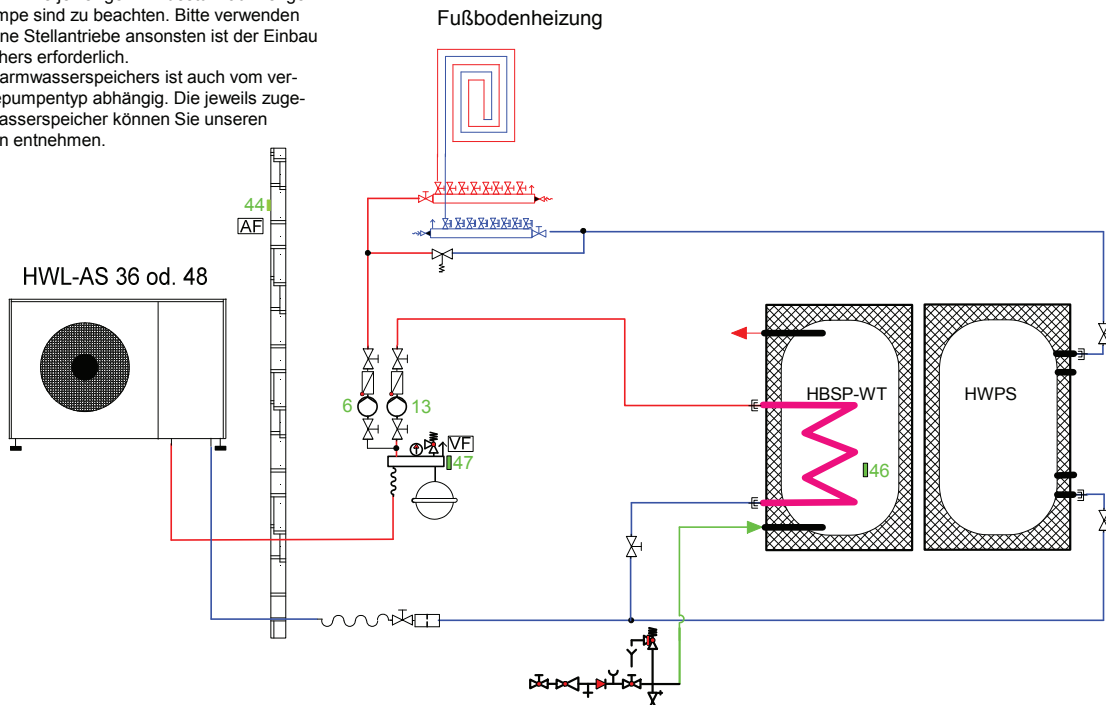 mpe sind zu beachten. Bitte verwenden
ne Stellantriebe ansonsten ist der Einbau
hers erforderlich.
armwasserspeichers ist auch vom ver-
epumpentyp abhängig. Die jeweils zuge-
asserspeicher können Sie unseren
n entnehmen.
Fußbodenheizung
44
AF
HWL-AS 36 od. 48
6
13
VF
47
HBSP-WT
46
HWPS